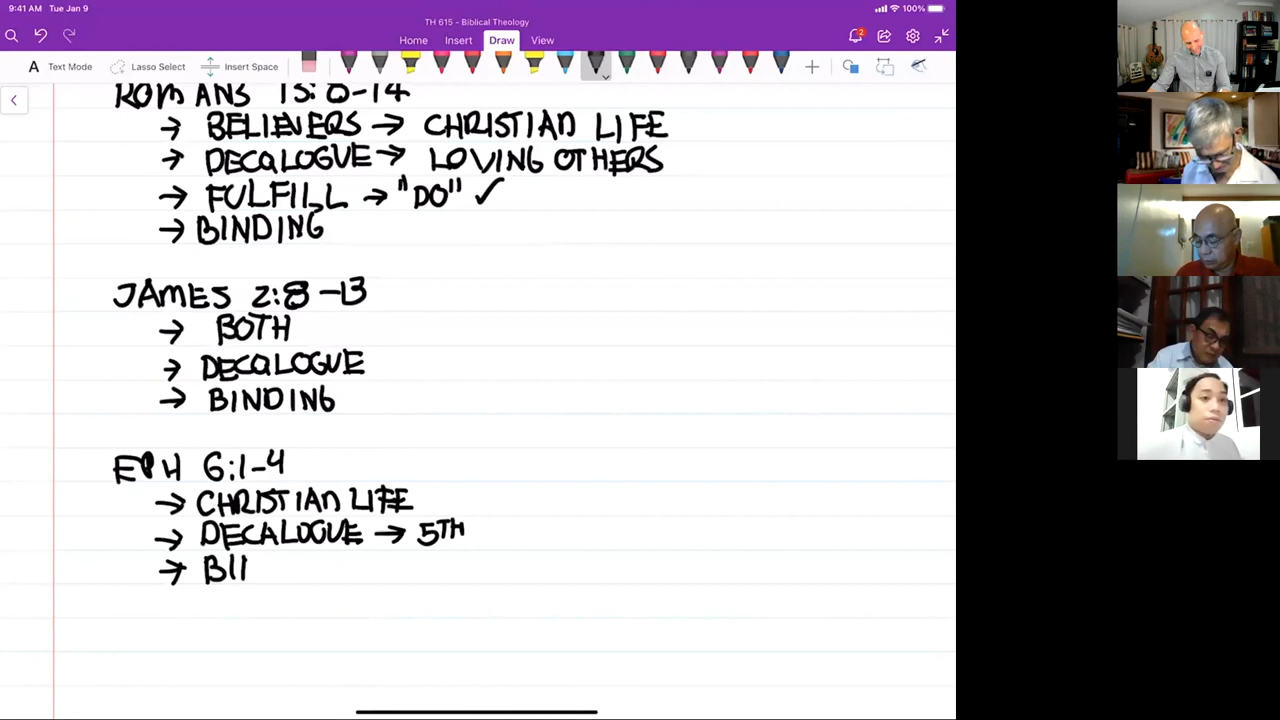 9:41 AM Tue Jan 9
100%
TH 615 - Biblical Theology
Home Insert Draw View
2
A Text Mode Lasso Select Insert Space
ROMANS 13:8-14
→ BELIEVERS → CHRISTIAN LIFE
→ DECALOGUE → LOVING OTHERS
→ FULFILL → "DO" ✓
→ BINDING
JAMES 2:8-13
→ BOTH
→ DECALOGUE
→ BINDING
EPH 6:1-4
→ CHRISTIAN LIFE
→ DECALOGUE → 5TH
→ BII